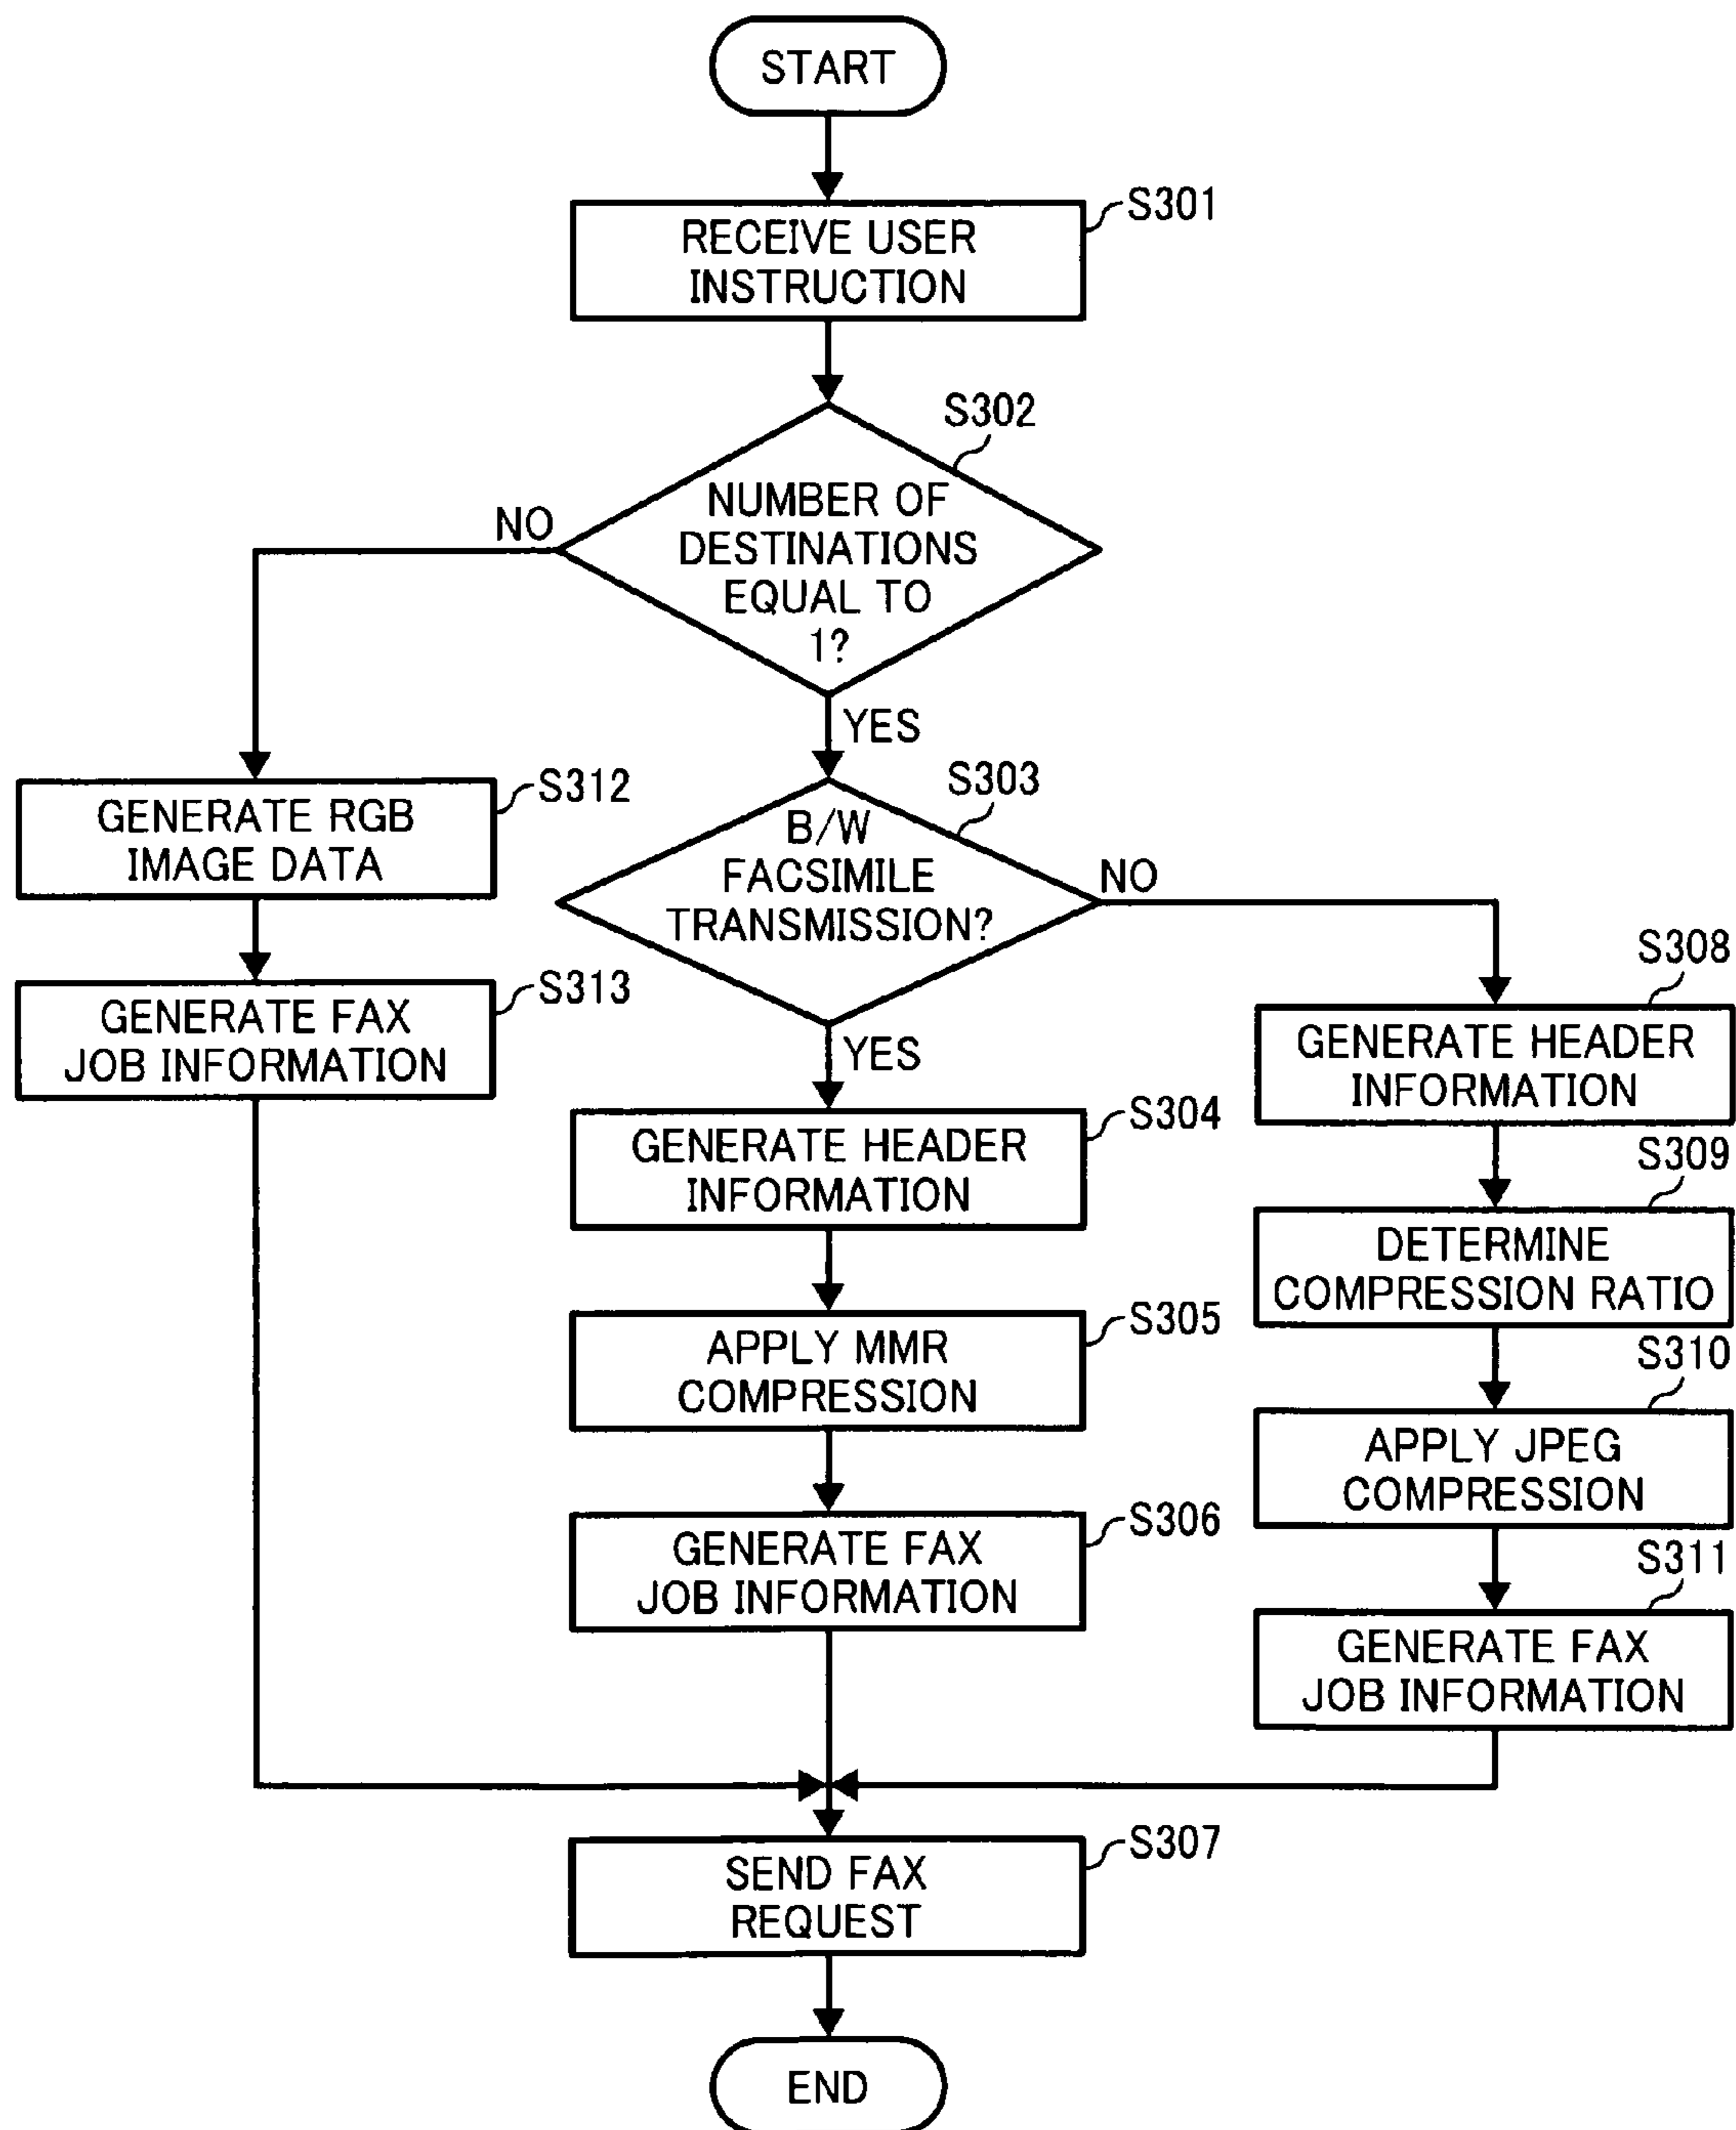 START
S301
RECEIVE USER
INSTRUCTION
S302
NUMBER OF
DESTINATIONS
EQUAL TO
1?
NO
YES
S312
GENERATE RGB
IMAGE DATA
S313
GENERATE FAX
JOB INFORMATION
S303
B/W
FACSIMILE
TRANSMISSION?
NO
YES
S304
GENERATE HEADER
INFORMATION
S305
APPLY MMR
COMPRESSION
S306
GENERATE FAX
JOB INFORMATION
S308
GENERATE HEADER
INFORMATION
S309
DETERMINE
COMPRESSION RATIO
S310
APPLY JPEG
COMPRESSION
S311
GENERATE FAX
JOB INFORMATION
S307
SEND FAX
REQUEST
END